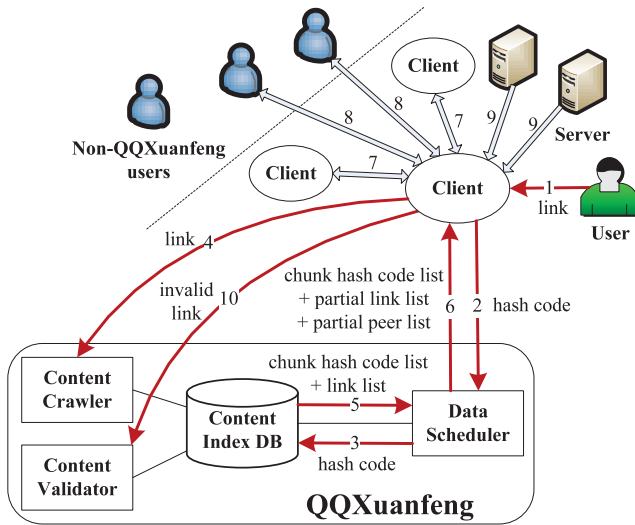 Client
9
8
8
7
9
Non-QQXuanfeng
users
Server
Client
7
Client
1
link
User
link 4
invalid
link
10
chunk hash code list
+ partial link list
+ partial peer list
6
2
hash code
Content
Crawler
chunk hash code list
+ link list
5
Content
Index DB
Data
Scheduler
3
hash code
Content
Validator
QQXuanfeng